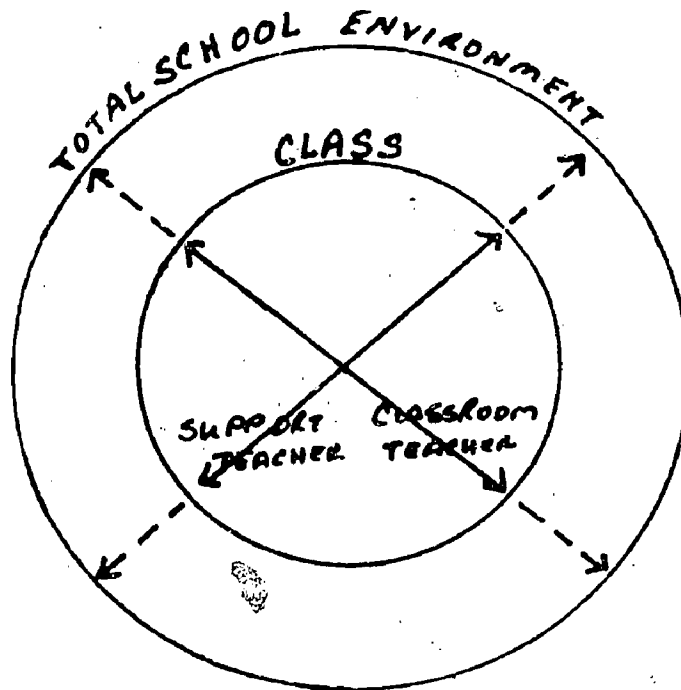 TOTAL SCHOOL ENVIRONMENT
CLASS
SUPPORT TEACHER
CLASSROOM TEACHER